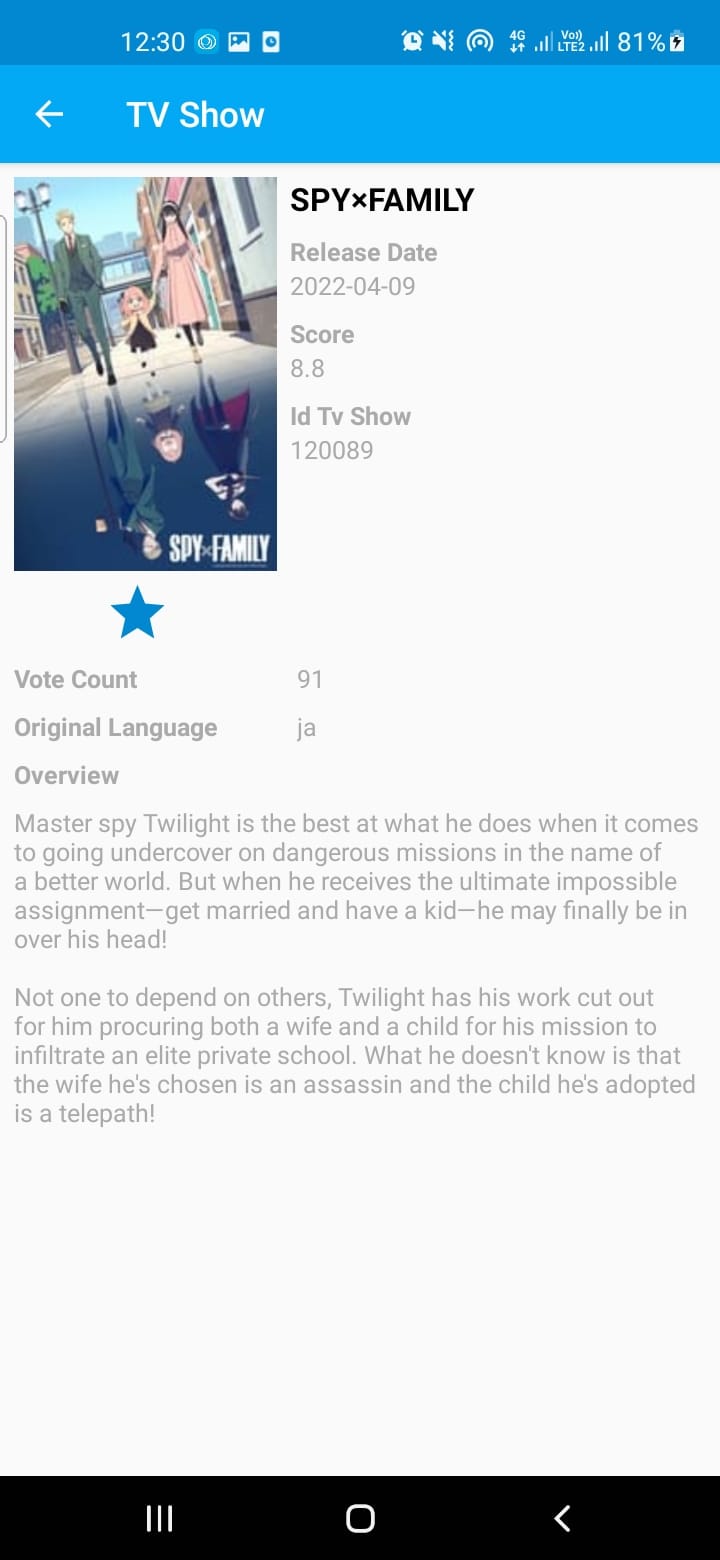 12:30
4G Vo)) LTE2 81%
TV Show
SPY×FAMILY
Release Date
2022-04-09
Score
8.8
Id Tv Show
120089
SPY×FAMILY
Vote Count 91
Original Language ja
Overview
Master spy Twilight is the best at what he does when it comes
to going undercover on dangerous missions in the name of
a better world. But when he receives the ultimate impossible
assignment—get married and have a kid—he may finally be in
over his head!
Not one to depend on others, Twilight has his work cut out
for him procuring both a wife and a child for his mission to
infiltrate an elite private school. What he doesn't know is that
the wife he's chosen is an assassin and the child he's adopted
is a telepath!